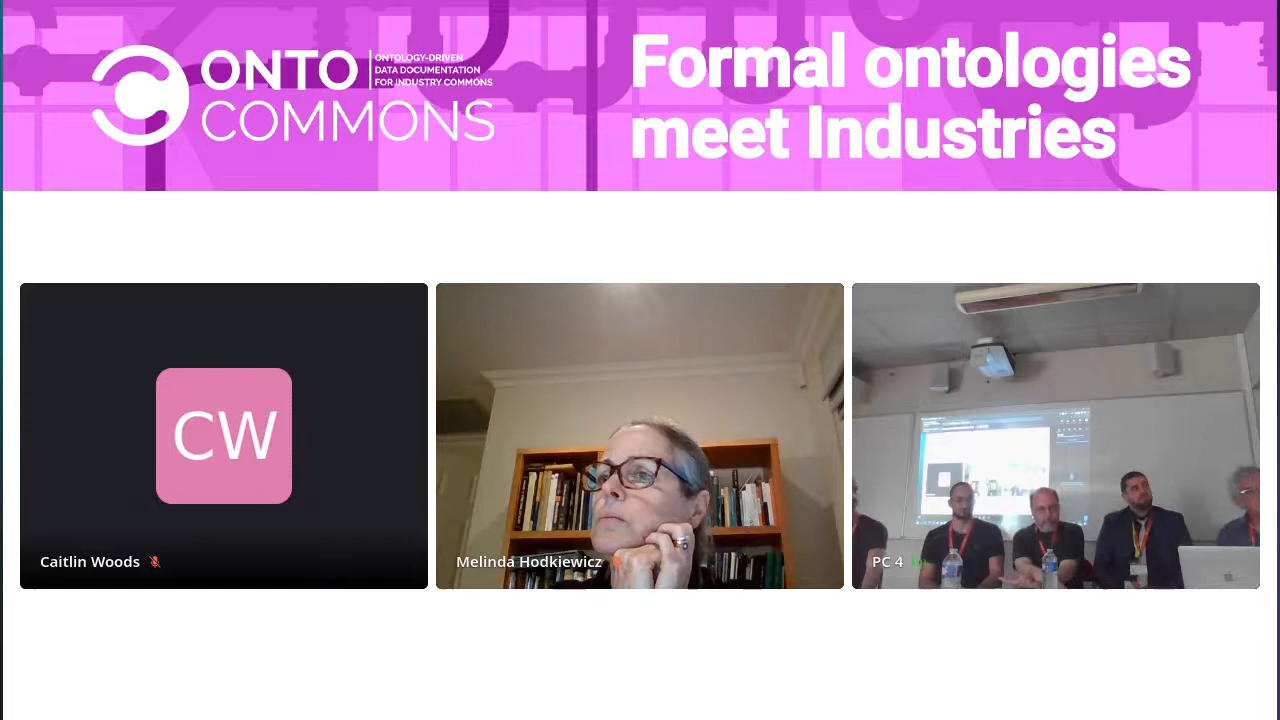 ONTO
COMMONS
ONTOLOGY-DRIVEN
DATA DOCUMENTATION
FOR INDUSTRY COMMONS
Formal ontologies
meet Industries
CW
Caitlin Woods
Melinda Hodkiewicz
PC 4